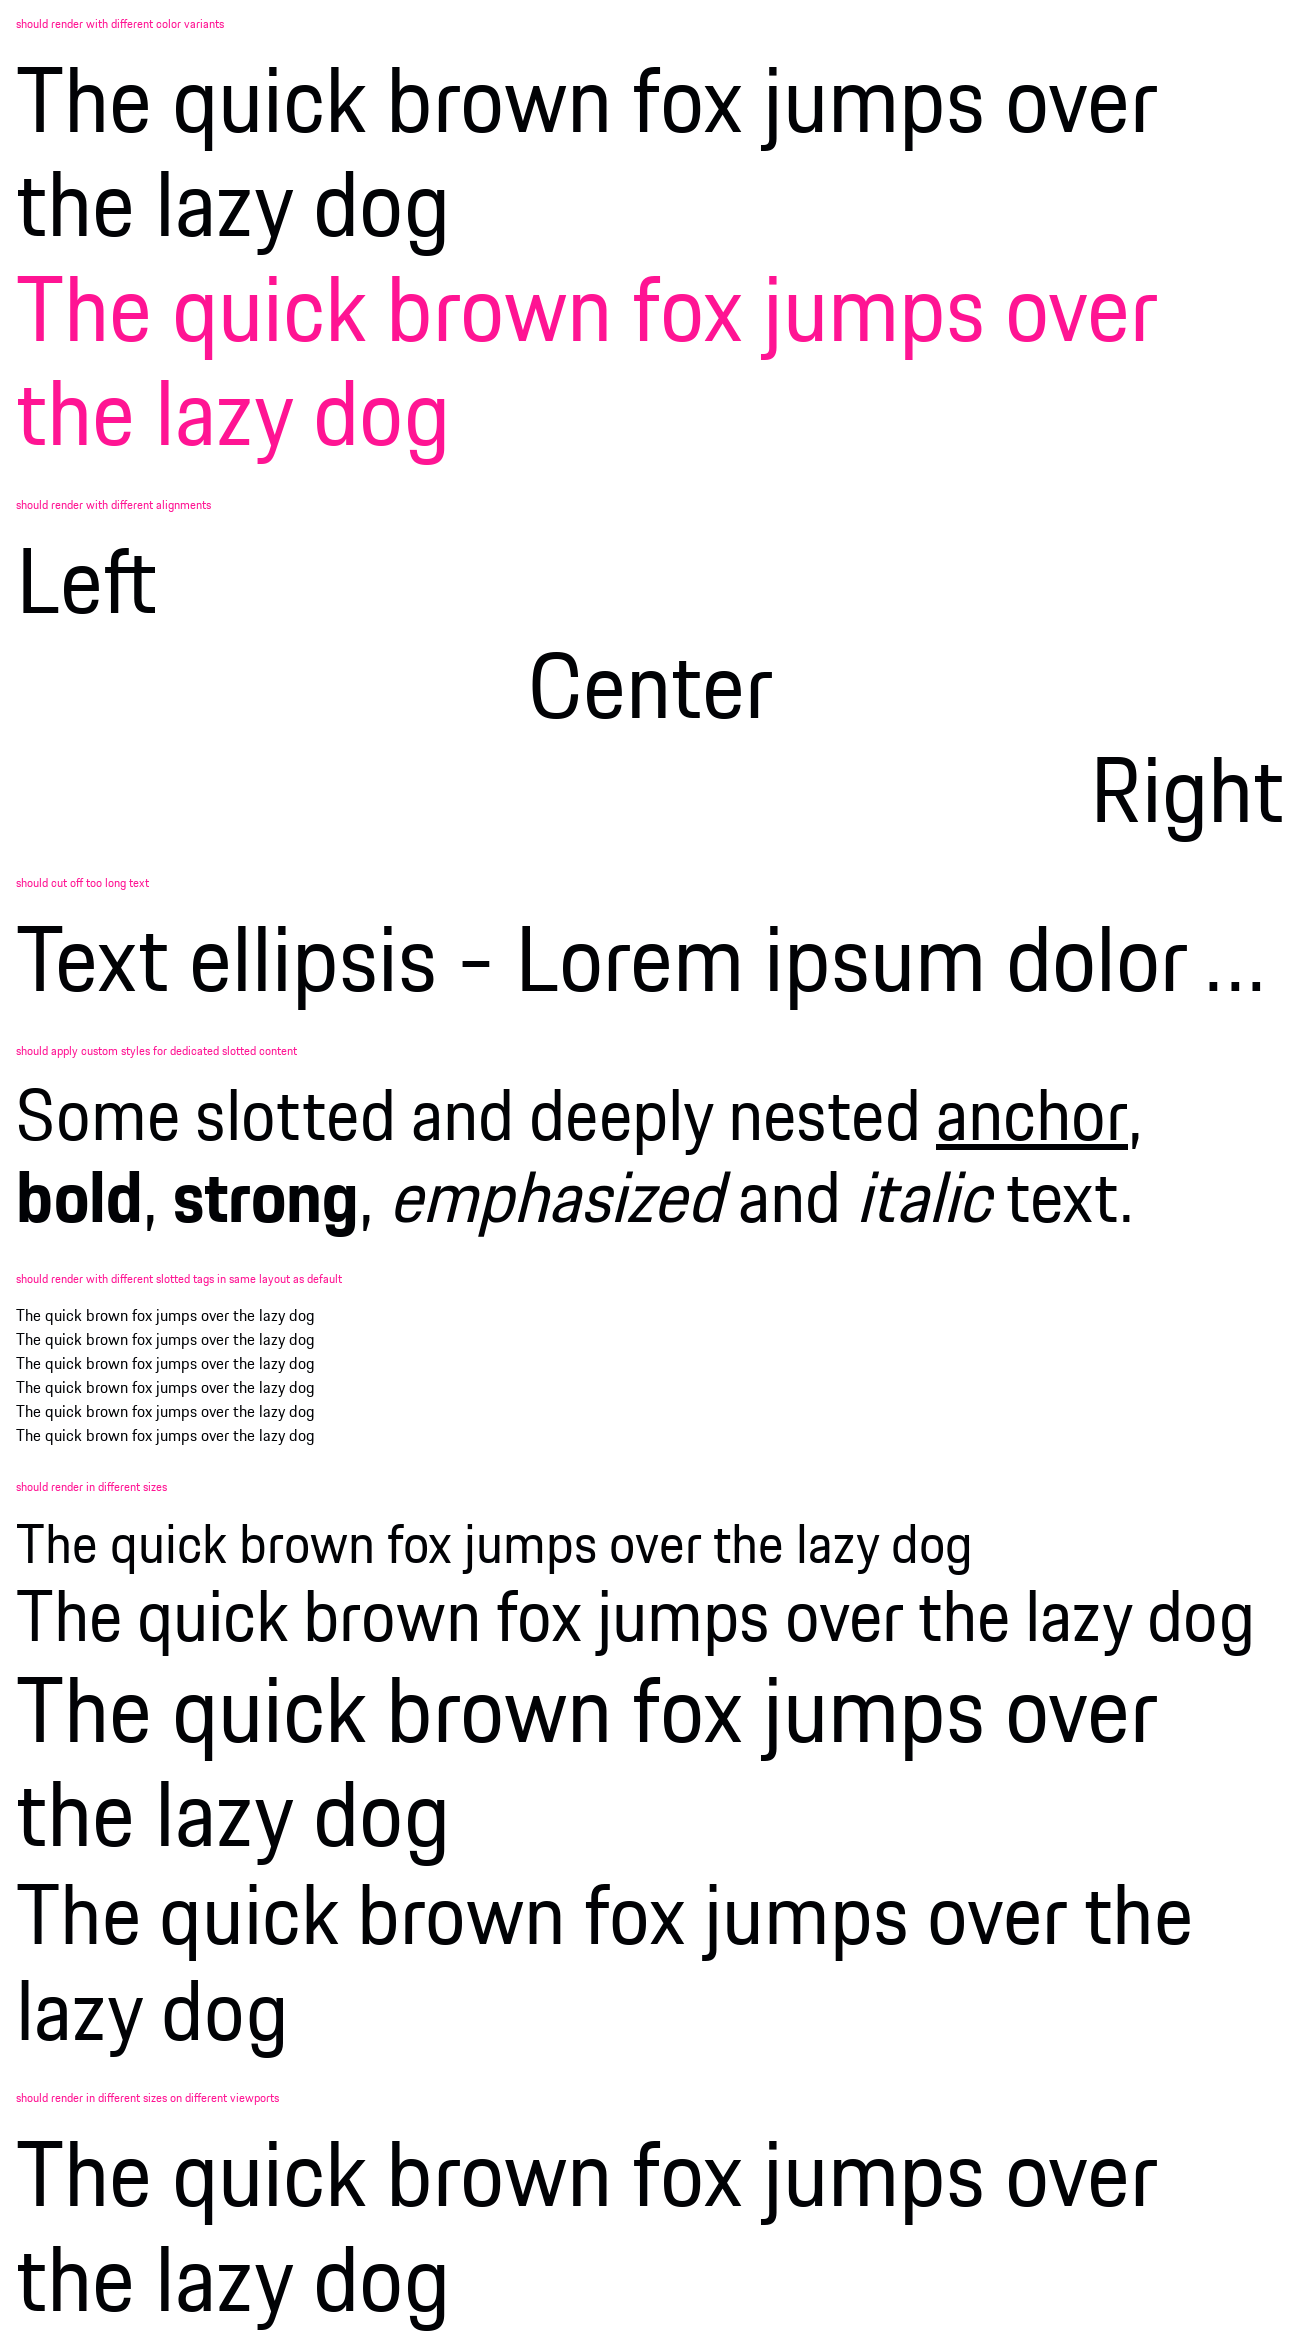 should render with different color variants
The quick brown fox jumps over
the lazy dog
The quick brown fox jumps over
the lazy dog
should render with different alignments
Left
Center
Right
should cut off too long text
Text ellipsis - Lorem ipsum dolor ...
should apply custom styles for dedicated slotted content
Some slotted and deeply nested anchor,
bold, strong, emphasized and italic text.
should render with different slotted tags in same layout as default
The quick brown fox jumps over the lazy dog
The quick brown fox jumps over the lazy dog
The quick brown fox jumps over the lazy dog
The quick brown fox jumps over the lazy dog
The quick brown fox jumps over the lazy dog
The quick brown fox jumps over the lazy dog
should render in different sizes
The quick brown fox jumps over the lazy dog
The quick brown fox jumps over the lazy dog
The quick brown fox jumps over
the lazy dog
The quick brown fox jumps over the
lazy dog
should render in different sizes on different viewports
The quick brown fox jumps over
the lazy dog